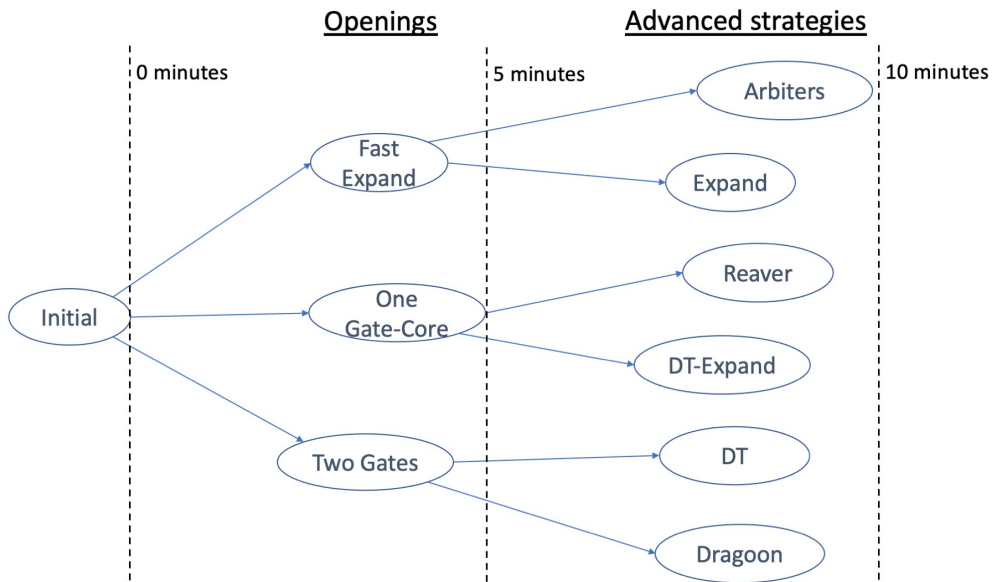 Openings
Advanced strategies
0 minutes
5 minutes
10 minutes
Arbiters
Fast
Expand
Expand
Reaver
One
Gate-Core
Initial
DT-Expand
Two Gates
DT
Dragoon